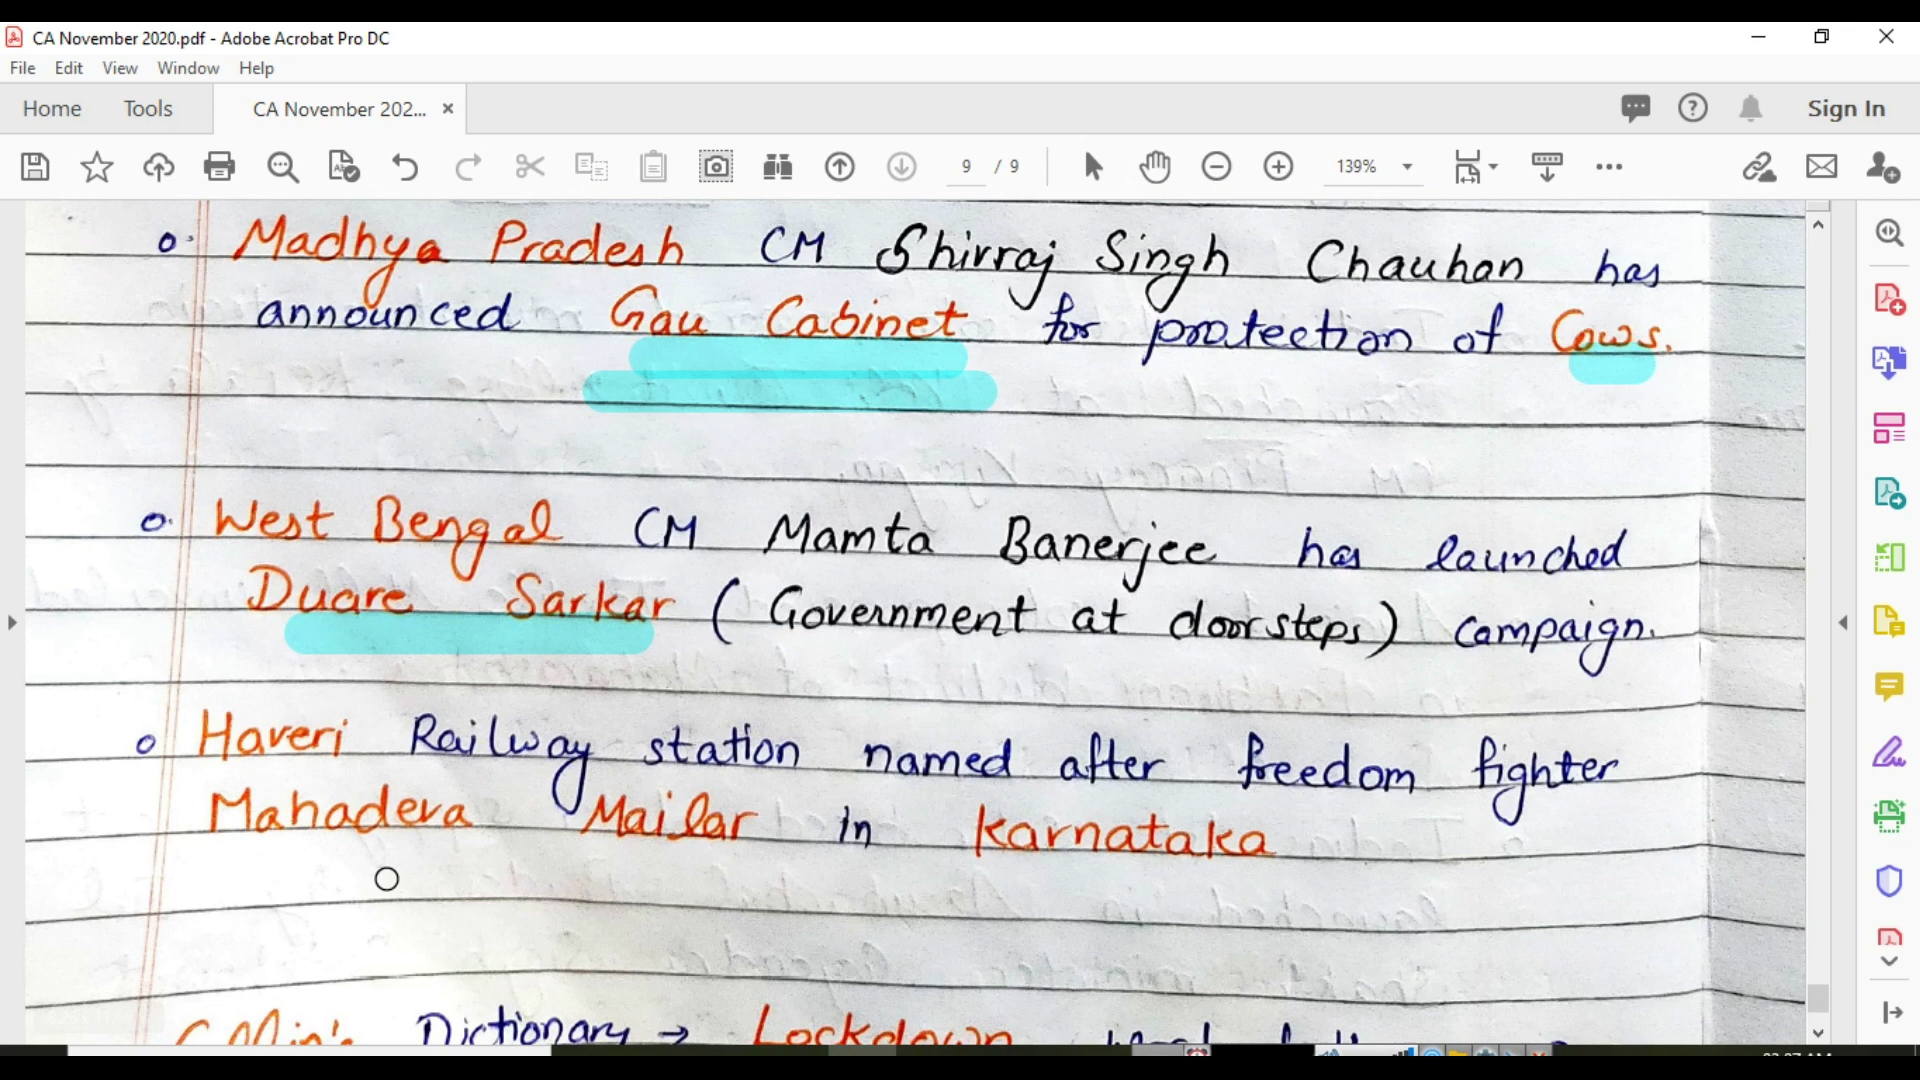 CA November 2020.pdf - Adobe Acrobat Pro DC
File Edit View Window Help
Home Tools CA November 202... × Sign In
9 / 9 139%
Madhya Pradesh CM Shivraj Singh Chauhan has
announced Gau Cabinet for protection of Cows.
West Bengal CM Mamta Banerjee has launched
Duare Sarkar (Government at doorsteps) campaign.
Haveri Railway station named after freedom fighter
Mahadeva Mailar in Karnataka
Dictionary → Lockdown